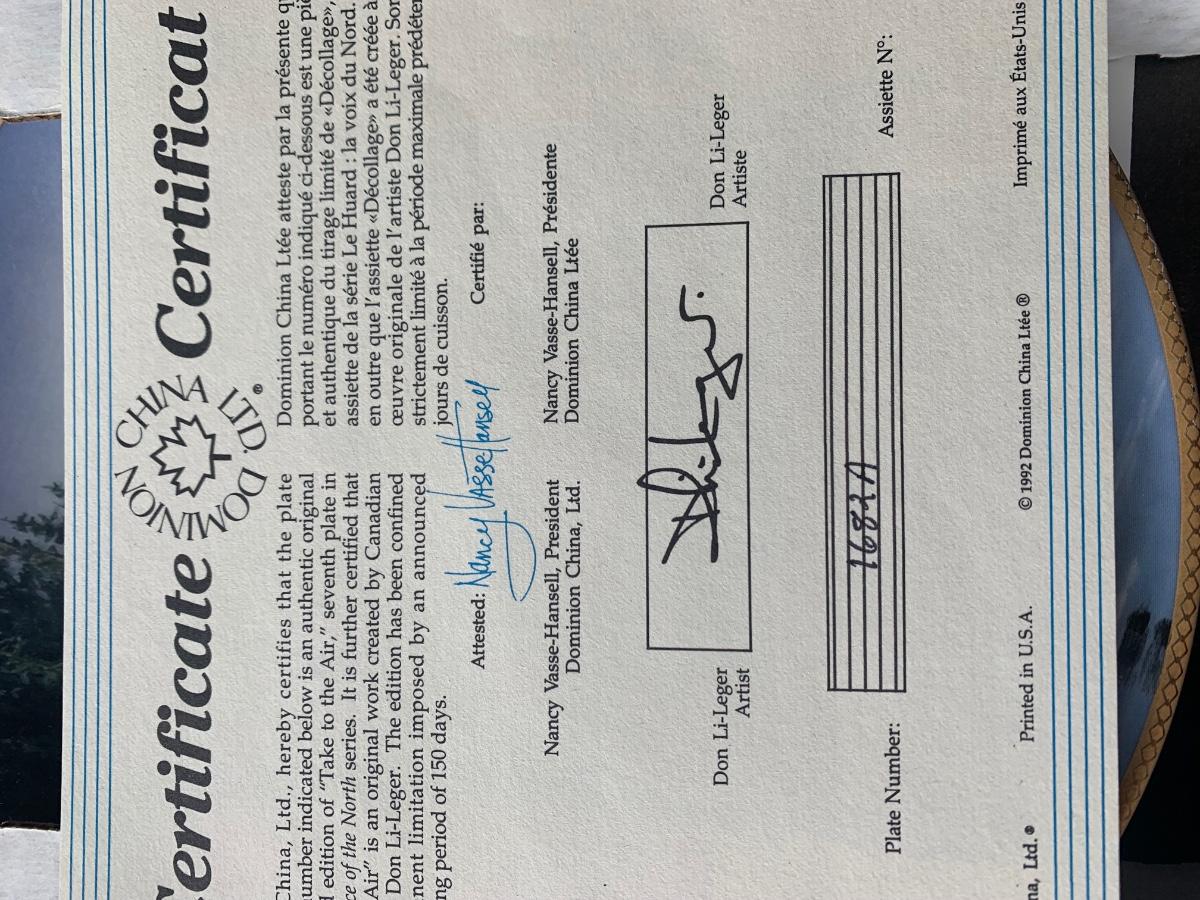 Certificate
DOMINION CHINA LTD. ®
Certificat
China, Ltd., hereby certifies that the plate
number indicated below is an authentic original
edition of "Take to the Air," seventh plate in
of the North series. It is further certified that
Air" is an original work created by Canadian
Don Li-Leger. The edition has been confined
limitation imposed by an announced
period of 150 days.
Dominion China Ltée atteste par la présente
portant le numéro indiqué ci-dessous est une
et authentique du tirage limité de «Décollage»,
assiette de la série Le Huard : la voix du Nord.
en outre que l'assiette «Décollage» a été créée à
œuvre originale de l'artiste Don Li-Leger.
strictement limité à la période maximale
jours de cuisson.
Attested: Nancy Vasse-Hansell Certifié par:
Nancy Vasse-Hansell, President
Dominion China, Ltd.
Nancy Vasse-Hansell, Présidente
Dominion China Ltée
Don Li-Leger
Artist
Don Li-Leger
Artiste
Plate Number: 1682A Assiette N°:
Ltd. ® Printed in U.S.A. © 1992 Dominion China Ltée ® Imprimé aux États-Unis